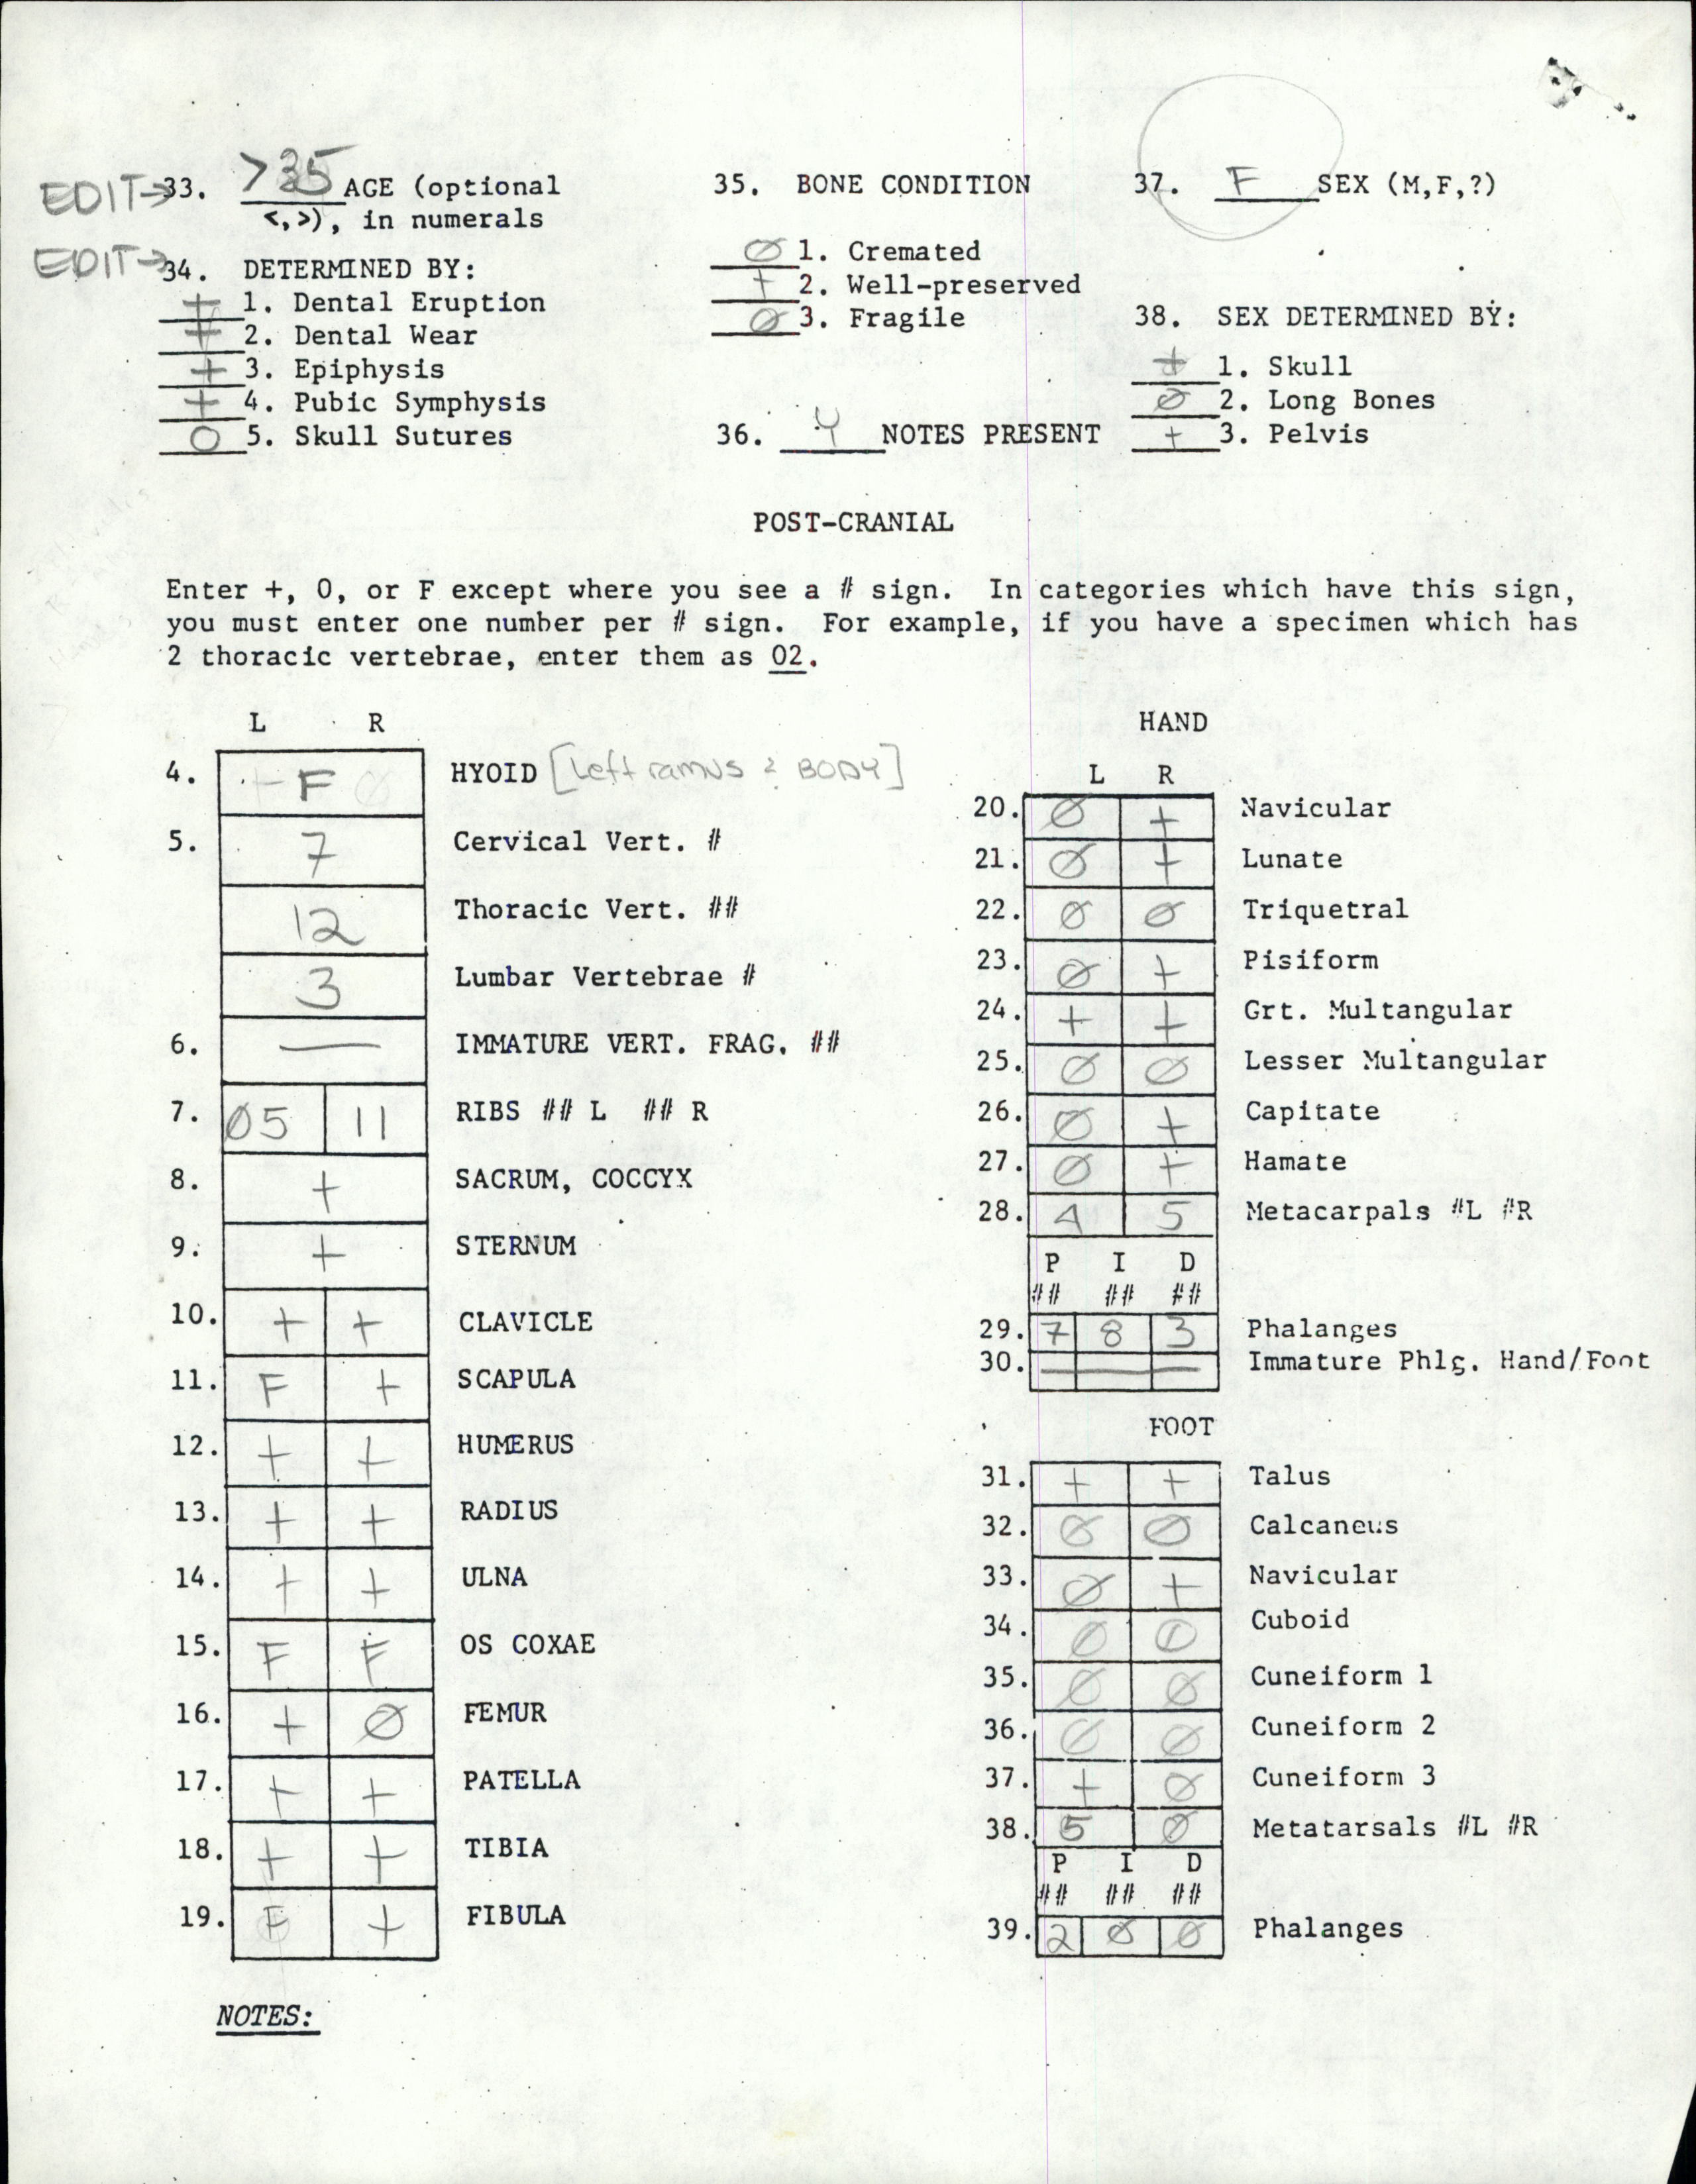 EDIT→33. >35 AGE (optional
<,>), in numerals
EDIT→34. DETERMINED BY:
+ 1. Dental Eruption
+ 2. Dental Wear
+ 3. Epiphysis
+ 4. Pubic Symphysis
O 5. Skull Sutures
35. BONE CONDITION
Ø 1. Cremated
+ 2. Well-preserved
Ø 3. Fragile
36. Y NOTES PRESENT
37. F SEX (M,F,?)
38. SEX DETERMINED BY:
+ 1. Skull
Ø 2. Long Bones
+ 3. Pelvis
POST-CRANIAL
Enter +, 0, or F except where you see a # sign. In categories which have this sign,
you must enter one number per # sign. For example, if you have a specimen which has
2 thoracic vertebrae, enter them as 02.
L R
4. F HYOID [left ramus & BODY]
5. 7 Cervical Vert. #
12 Thoracic Vert. ##
3 Lumbar Vertebrae #
6. — IMMATURE VERT. FRAG. ##
7. Ø5 11 RIBS ## L ## R
8. + SACRUM, COCCYX
9. + STERNUM
10. + + CLAVICLE
11. F + SCAPULA
12. + + HUMERUS
13. + + RADIUS
14. + + ULNA
15. F F OS COXAE
16. + Ø FEMUR
17. + + PATELLA
18. + + TIBIA
19. F + FIBULA
HAND
L R
20. Ø + Navicular
21. Ø + Lunate
22. Ø Ø Triquetral
23. Ø + Pisiform
24. + + Grt. Multangular
25. Ø Ø Lesser Multangular
26. Ø + Capitate
27. Ø + Hamate
28. 4 5 Metacarpals #L #R
P I D
## ## ##
29. 7 8 3 Phalanges
30. — — Immature Phlg. Hand/Foot
FOOT
31. + + Talus
32. Ø Ø Calcaneus
33. Ø + Navicular
34. Ø Ø Cuboid
35. Ø Ø Cuneiform 1
36. Ø Ø Cuneiform 2
37. + Ø Cuneiform 3
38. 5 Ø Metatarsals #L #R
P I D
## ## ##
39. 2 Ø Ø Phalanges
NOTES: